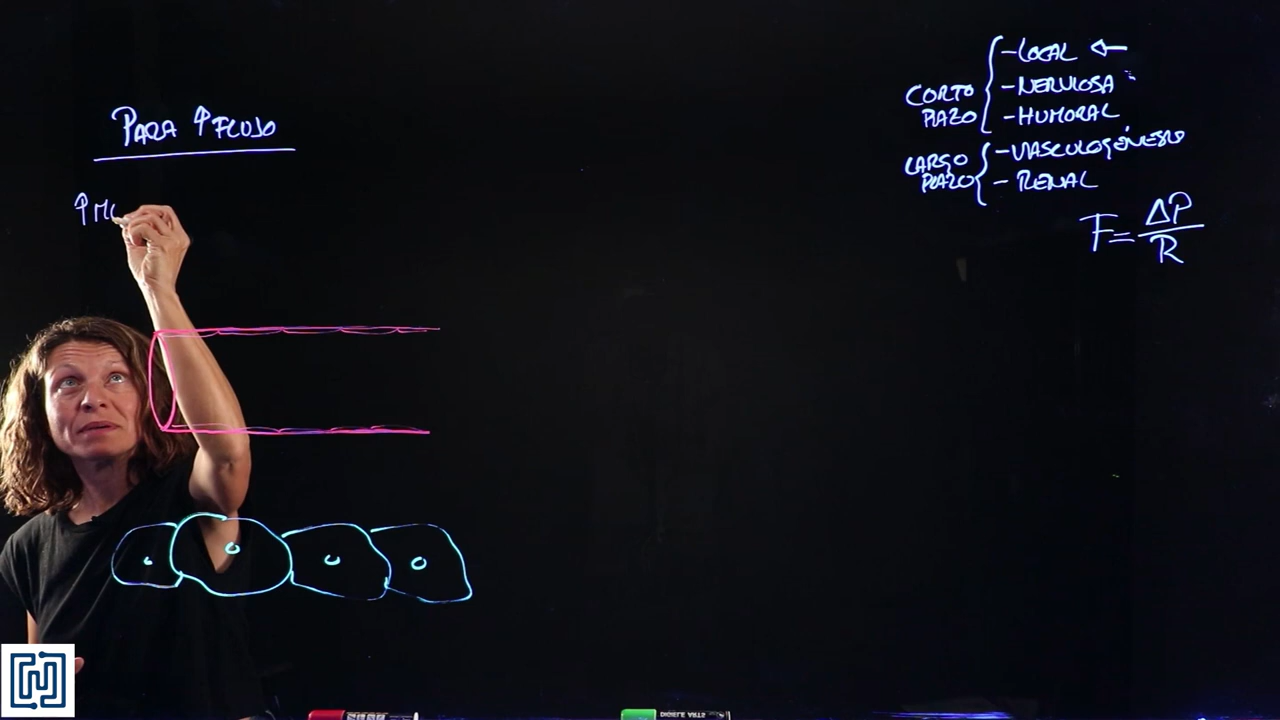 PARA ↑ FLUJO
↑ M
CORTO PLAZO { - LOCAL ⇐
- NERVIOSA
- HUMORAL
LARGO PLAZO { - VASCULOGÉNESIS
- RENAL
F = ΔP / R